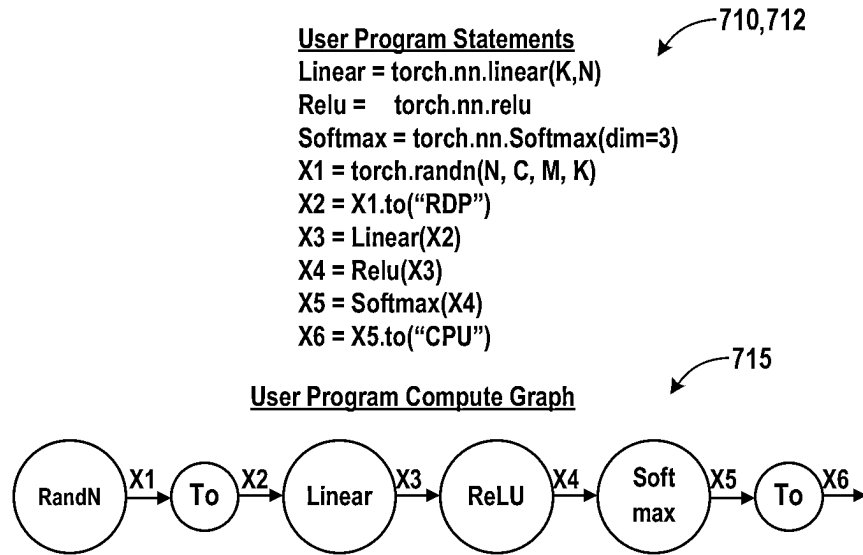 710,712
User Program Statements
Linear = torch.nn.linear(K,N)
Relu = torch.nn.relu
Softmax = torch.nn.Softmax(dim=3)
X1 = torch.randn(N, C, M, K)
X2 = X1.to(“RDP”)
X3 = Linear(X2)
X4 = Relu(X3)
X5 = Softmax(X4)
X6 = X5.to(“CPU”)
715
User Program Compute Graph
RandN X1 To X2 Linear X3 ReLU X4 Soft max X5 To X6